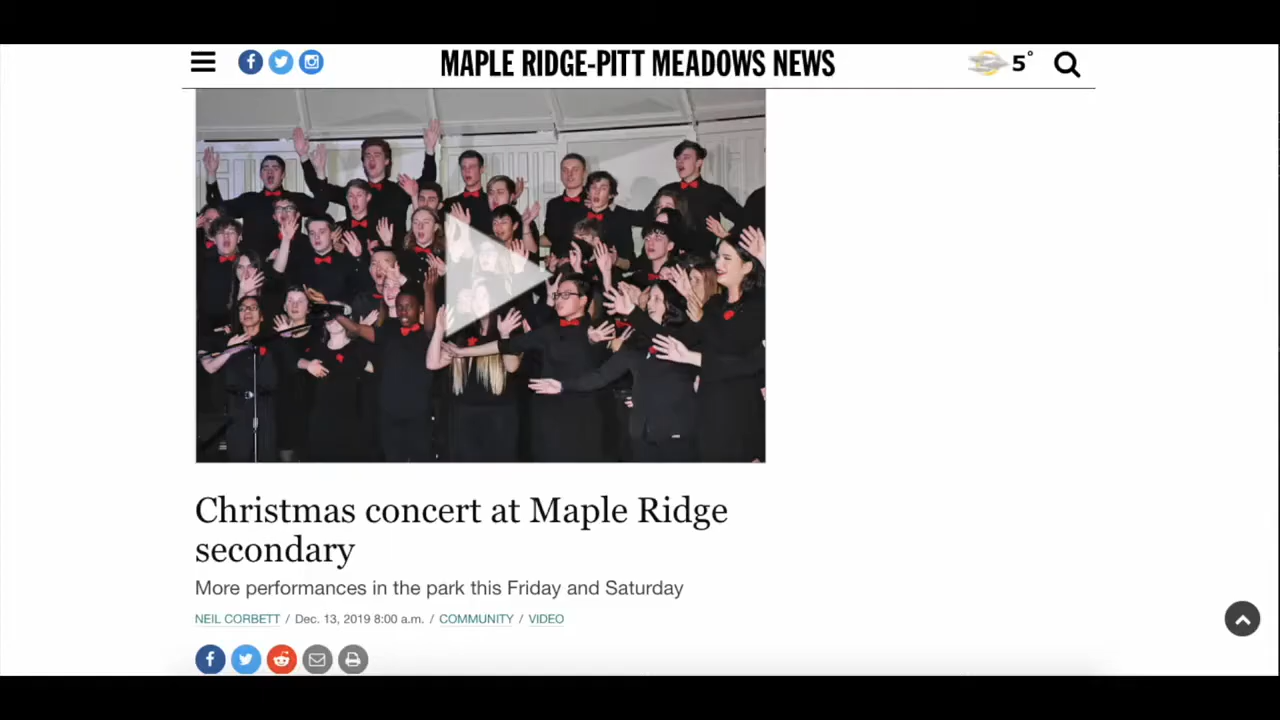 MAPLE RIDGE-PITT MEADOWS NEWS
5°
Christmas concert at Maple Ridge
secondary
More performances in the park this Friday and Saturday
NEIL CORBETT / Dec. 13, 2019 8:00 a.m. / COMMUNITY / VIDEO